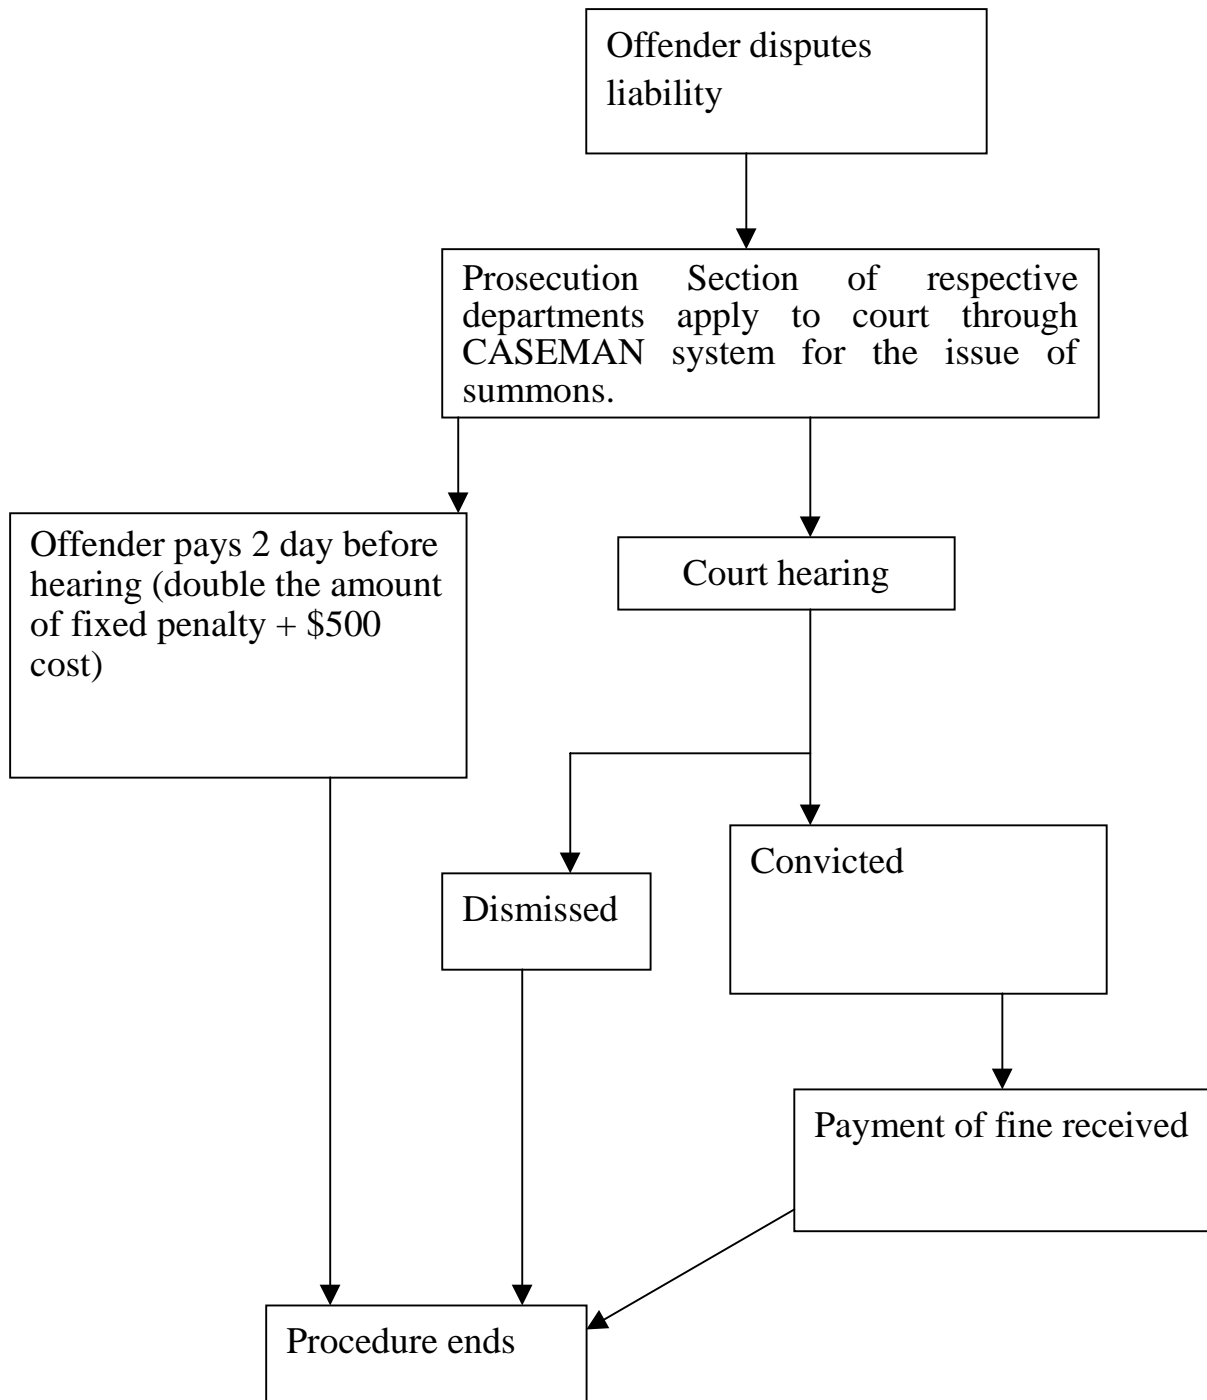 Offender disputes
liability
Prosecution Section of respective
departments apply to court through
CASEMAN system for the issue of
summons.
Offender pays 2 day before
hearing (double the amount
of fixed penalty + $500
cost)
Court hearing
Convicted
Dismissed
Payment of fine received
Procedure ends